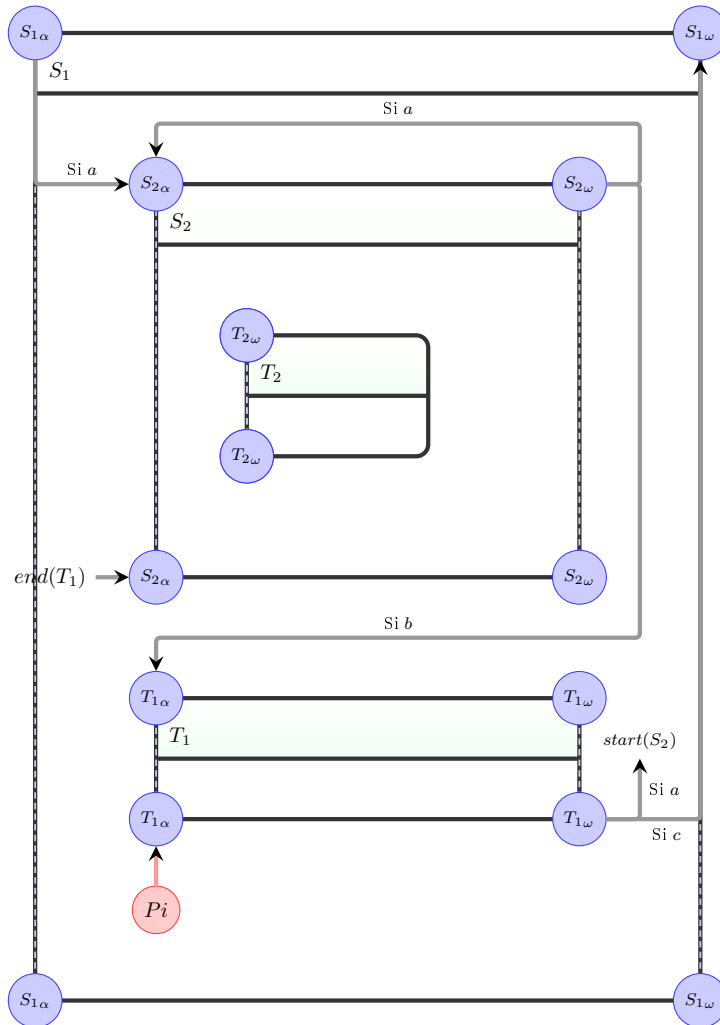 S1α S1ω
S1
Si a
Si a
S2α S2ω
S2
T2ω
T2
T2ω
end(T1) S2α S2ω
Si b
T1α T1ω
T1
start(S2)
Si a
T1α T1ω
Si c
Pi
S1α S1ω